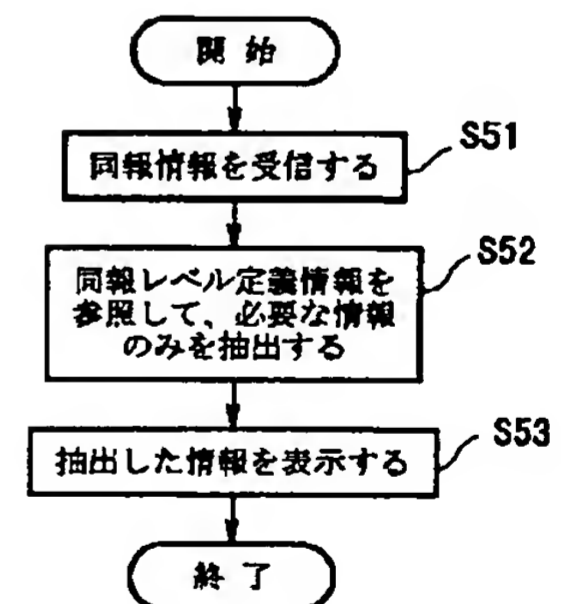 開始
同報情報を受信する
S51
同報レベル定義情報を
参照して、必要な情報
のみを抽出する
S52
抽出した情報を表示する
S53
終了